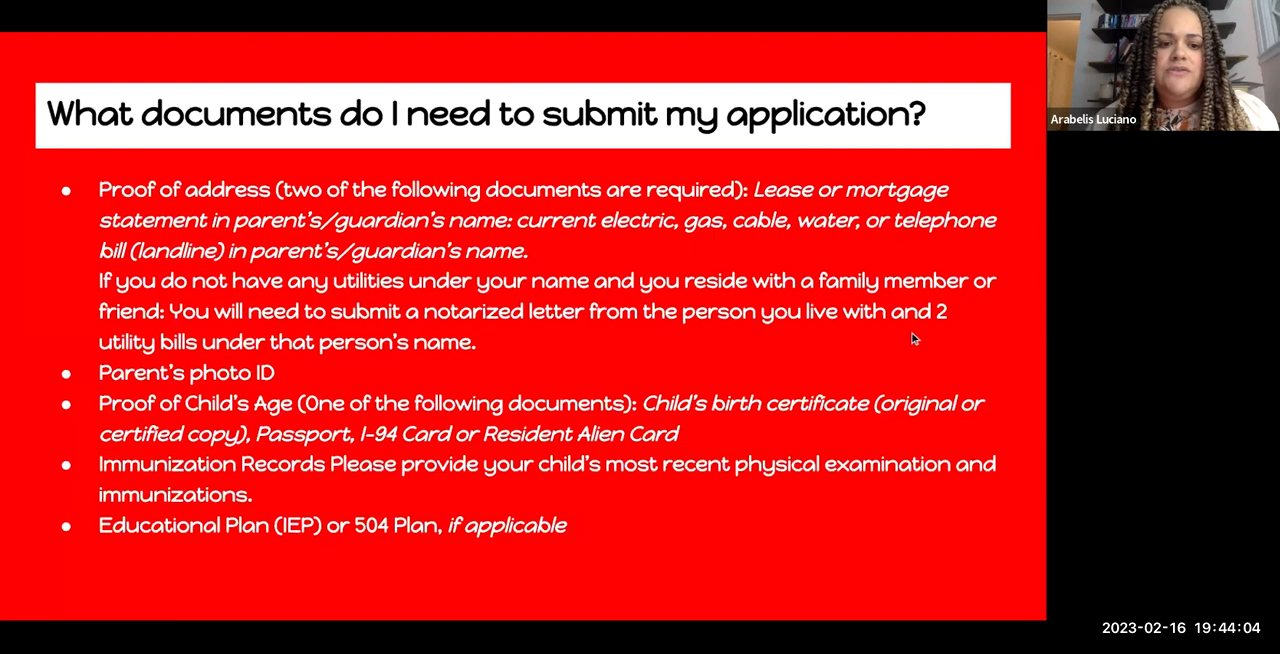 What documents do I need to submit my application?
Arabelis Luciano
● Proof of address (two of the following documents are required): Lease or mortgage
statement in parent's/guardian's name: current electric, gas, cable, water, or telephone
bill (landline) in parent's/guardian's name.
If you do not have any utilities under your name and you reside with a family member or
friend: You will need to submit a notarized letter from the person you live with and 2
utility bills under that person's name.
● Parent's photo ID
● Proof of Child's Age (One of the following documents): Child's birth certificate (original or
certified copy), Passport, I-94 Card or Resident Alien Card
● Immunization Records Please provide your child's most recent physical examination and
immunizations.
● Educational Plan (IEP) or 504 Plan, if applicable
2023-02-16 19:44:04